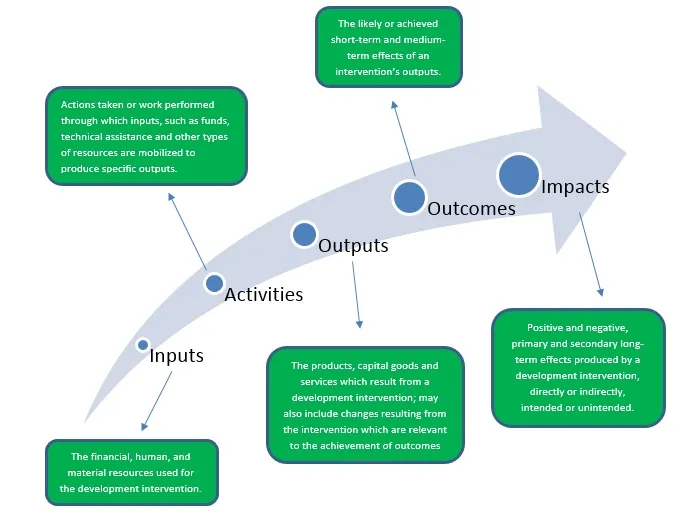 The likely or achieved
short-term and medium-
term effects of an
intervention's outputs.
Actions taken or work performed
through which inputs, such as funds,
technical assistance and other types
of resources are mobilized to
produce specific outputs.
Impacts
Outcomes
Outputs
Activities
Inputs
Positive and negative,
primary and secondary long-
term effects produced by a
development intervention,
directly or indirectly,
intended or unintended.
The products, capital goods and
services which result from a
development intervention; may
also include changes resulting from
the intervention which are relevant
to the achievement of outcomes
The financial, human, and
material resources used for
the development intervention.